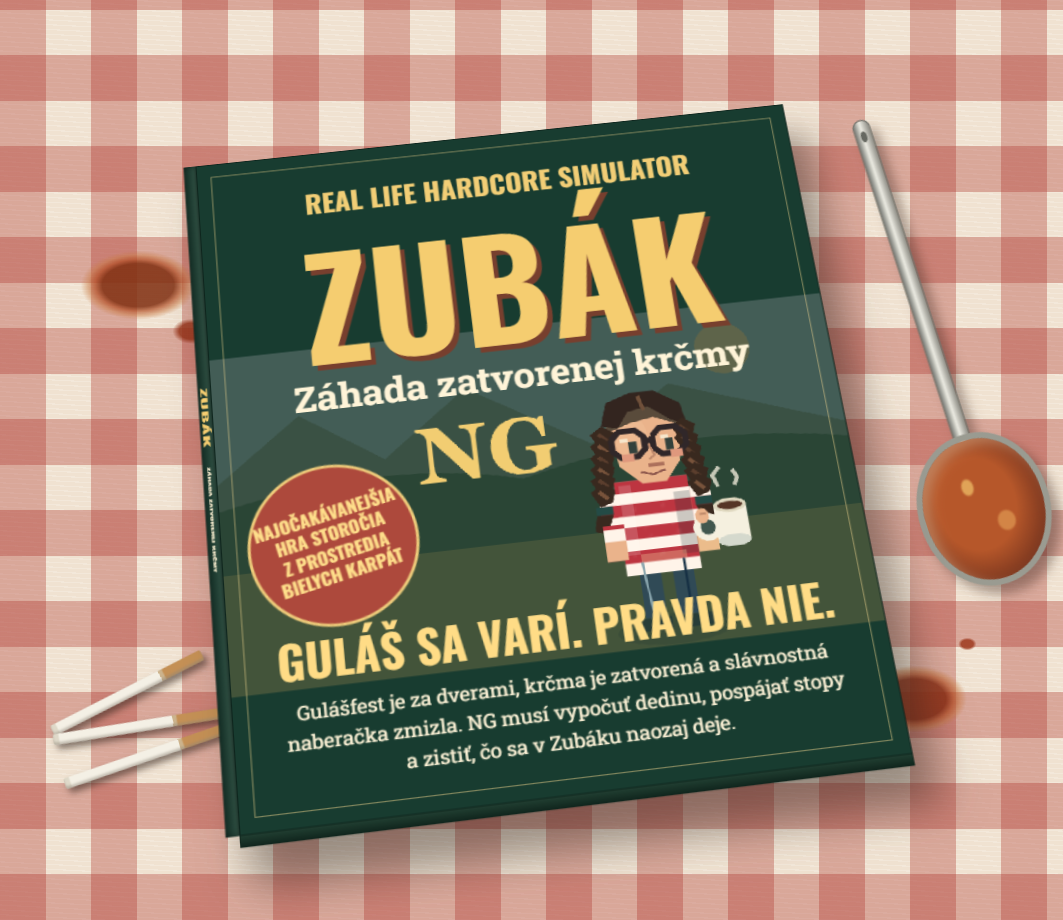 REAL LIFE HARDCORE SIMULATOR
ZUBÁK
Záhada zatvorenej krčmy
NG
NAJOČAKÁVANEJŠIA
HRA STOROČIA
Z PROSTREDIA
BIELYCH KARPÁT
GULÁŠ SA VARÍ. PRAVDA NIE.
Gulášfest je za dverami, krčma je zatvorená a slávnostná
naberačka zmizla. NG musí vypočuť dedinu, pospájať stopy
a zistiť, čo sa v Zubáku naozaj deje.
ZUBÁK
ZÁHADA ZATVORENEJ KRČMY